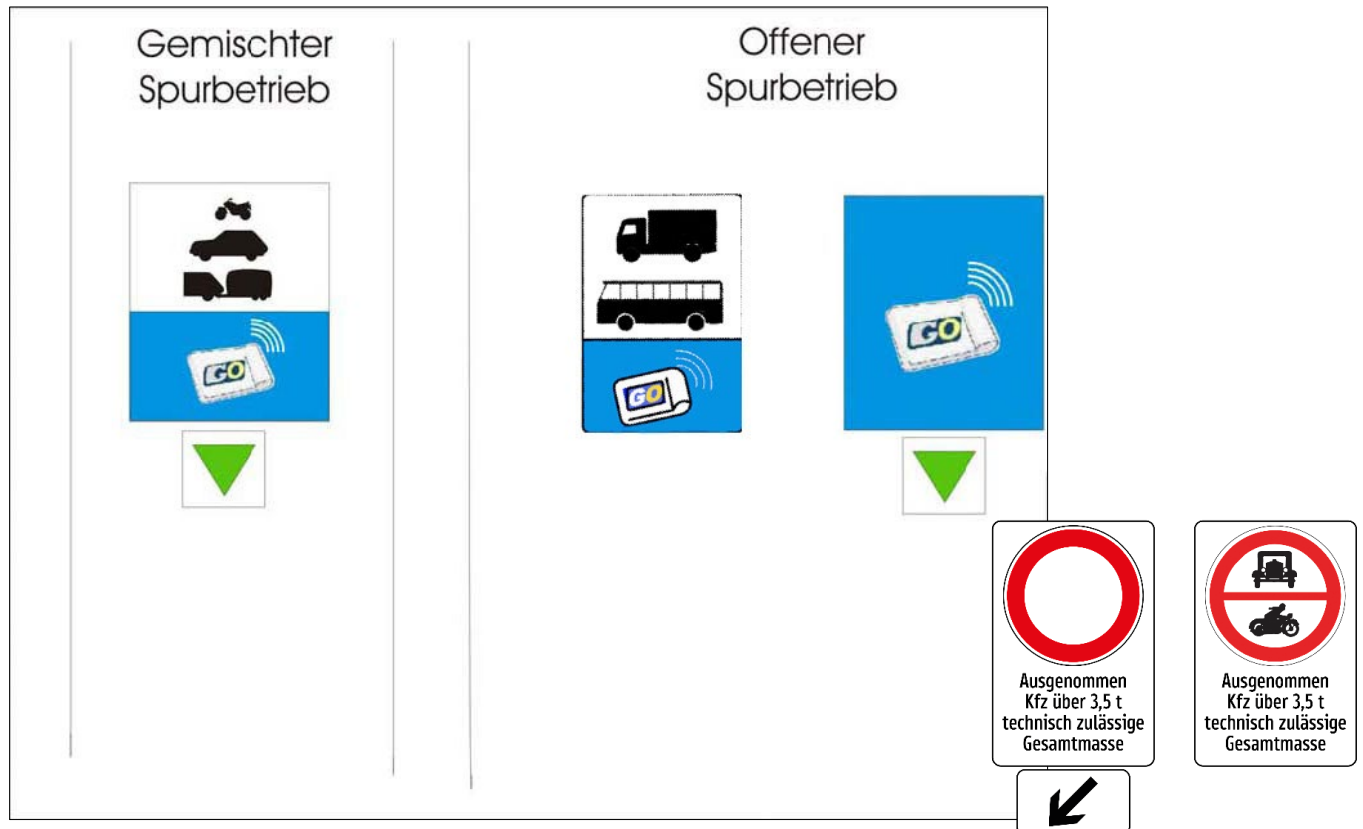 Gemischter
Spurbetrieb
GO
Offener
Spurbetrieb
GO
GO
Ausgenommen
Kfz über 3,5 t
technisch zulässige
Gesamtmasse
Ausgenommen
Kfz über 3,5 t
technisch zulässige
Gesamtmasse